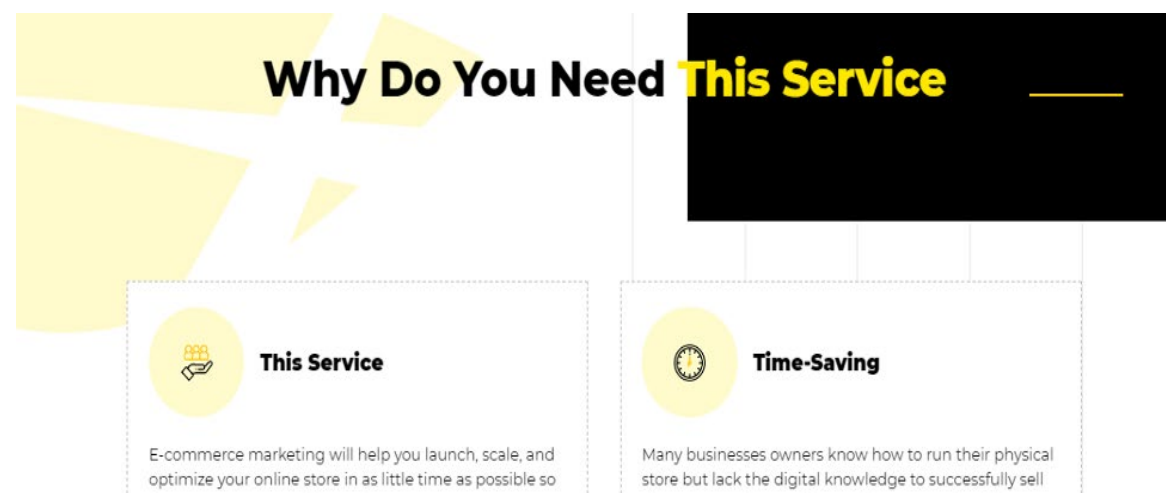 Why Do You Need This Service
This Service
E-commerce marketing will help you launch, scale, and
optimize your online store in as little time as possible so
Time-Saving
Many businesses owners know how to run their physical
store but lack the digital knowledge to successfully sell